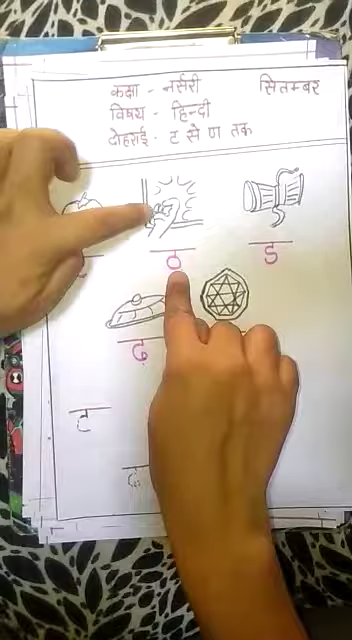 कक्षा - नर्सरी सितम्बर
विषय - हिन्दी
दोहराई - ट से ण तक
ठ ड
ढ
ट